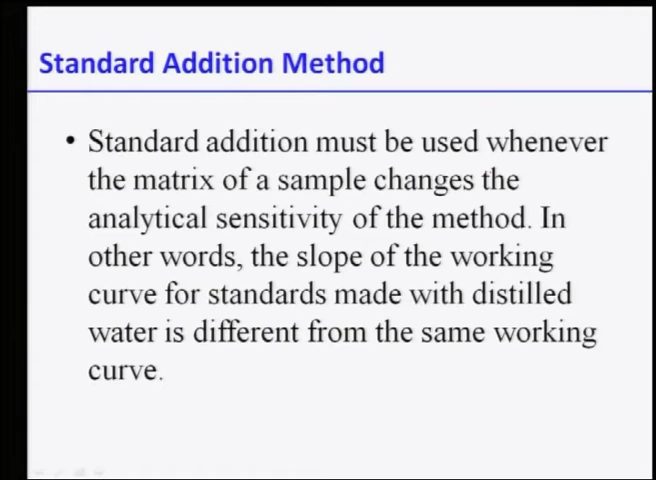 Standard Addition Method
• Standard addition must be used whenever
the matrix of a sample changes the
analytical sensitivity of the method. In
other words, the slope of the working
curve for standards made with distilled
water is different from the same working
curve.